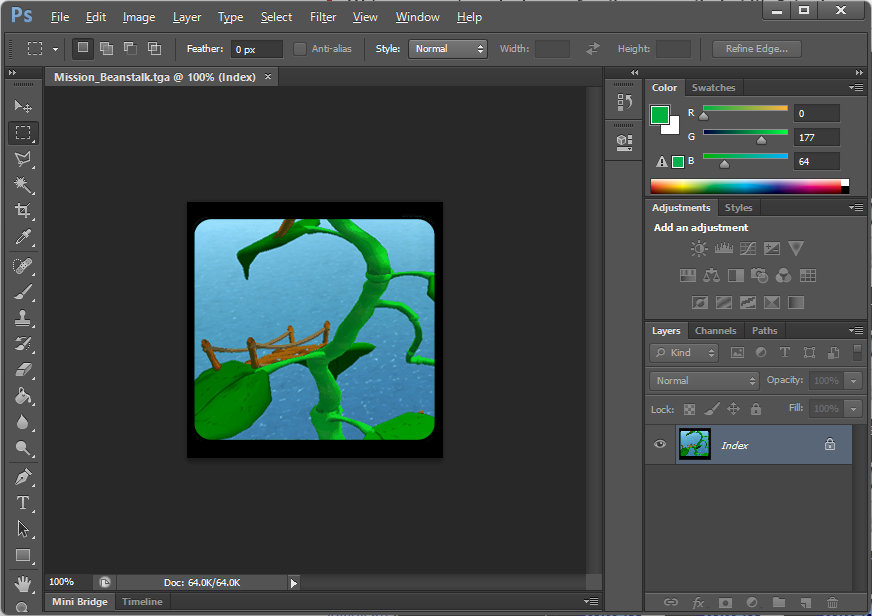 Ps File Edit Image Layer Type Select Filter View Window Help
Feather: 0 px Anti-alias Style: Normal Width: Height: Refine Edge...
Mission_Beanstalk.tga @ 100% (Index) ×
Color Swatches
R 0
G 177
B 64
Adjustments Styles
Add an adjustment
Layers Channels Paths
Kind T
Normal Opacity: 100%
Lock: Fill: 100%
Index
T
100% Doc: 64.0K/64.0K
Mini Bridge Timeline
fx